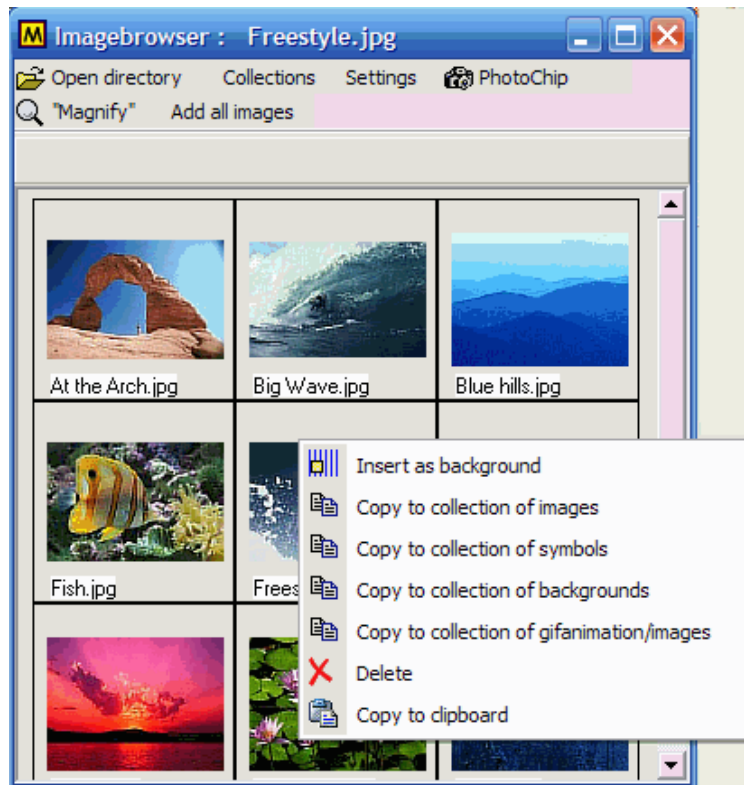 M Imagebrowser : Freestyle.jpg
Open directory Collections Settings PhotoChip
"Magnify" Add all images
At the Arch.jpg Big Wave.jpg Blue hills.jpg
Insert as background
Copy to collection of images
Copy to collection of symbols
Copy to collection of backgrounds
Fish.jpg Frees
Copy to collection of gifanimation/images
Delete
Copy to clipboard